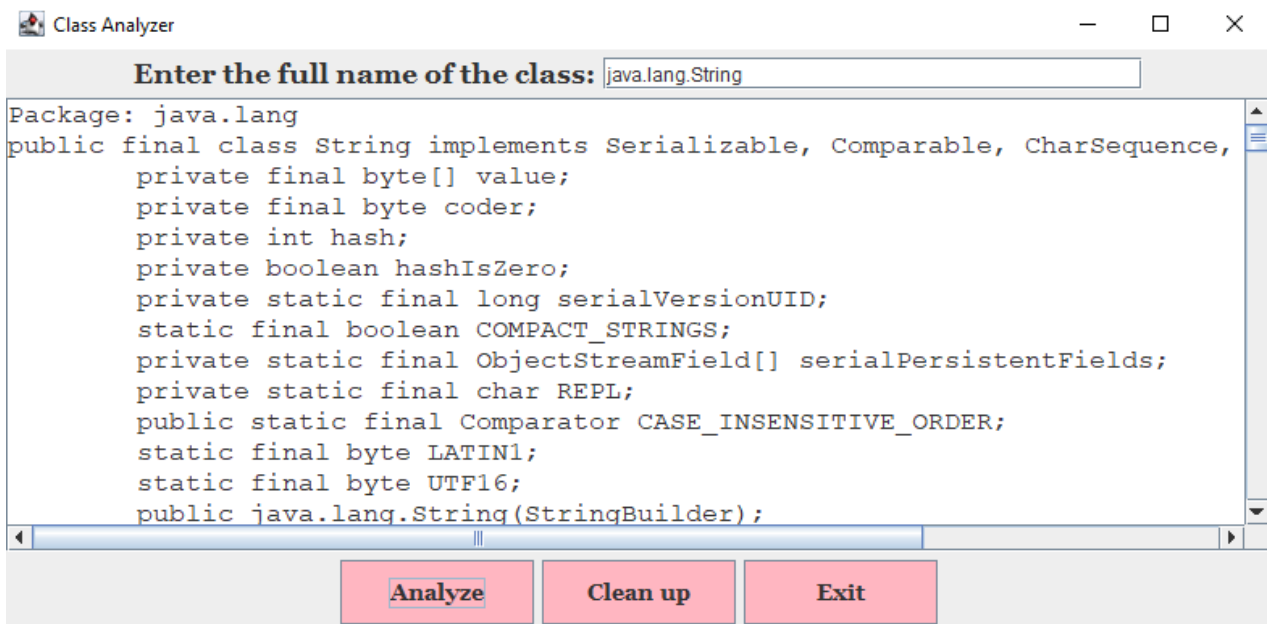 Class Analyzer
Enter the full name of the class: java.lang.String
Package: java.lang
public final class String implements Serializable, Comparable, CharSequence,
private final byte[] value;
private final byte coder;
private int hash;
private boolean hashIsZero;
private static final long serialVersionUID;
static final boolean COMPACT_STRINGS;
private static final ObjectStreamField[] serialPersistentFields;
private static final char REPL;
public static final Comparator CASE_INSENSITIVE_ORDER;
static final byte LATIN1;
static final byte UTF16;
public java.lang.String(StringBuilder);
Analyze Clean up Exit